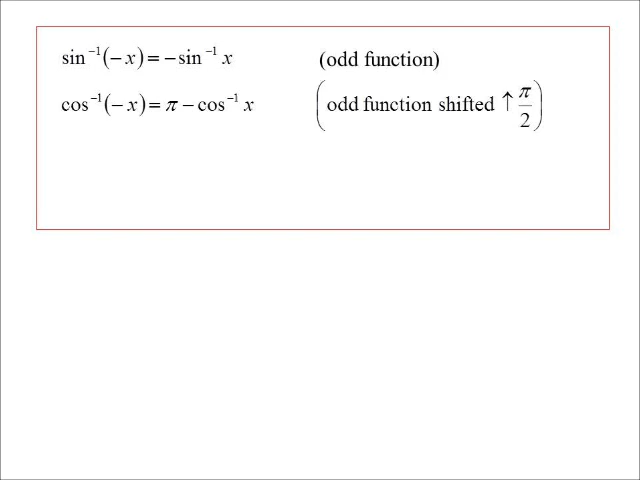 sin⁻¹(−x) = −sin⁻¹ x (odd function)
cos⁻¹(−x) = π − cos⁻¹ x (odd function shifted ↑ π/2)